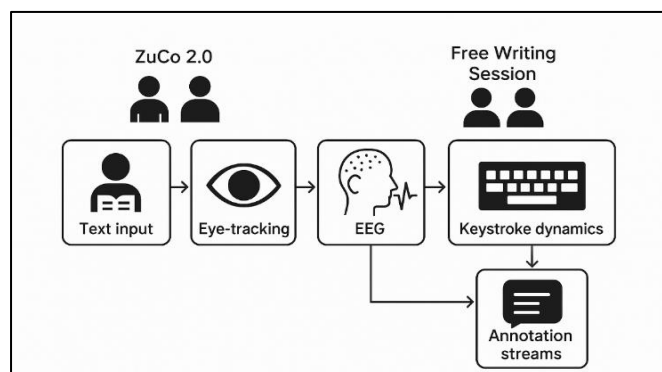 ZuCo 2.0
Free Writing
Session
Text input
Eye-tracking
EEG
Keystroke dynamics
Annotation
streams